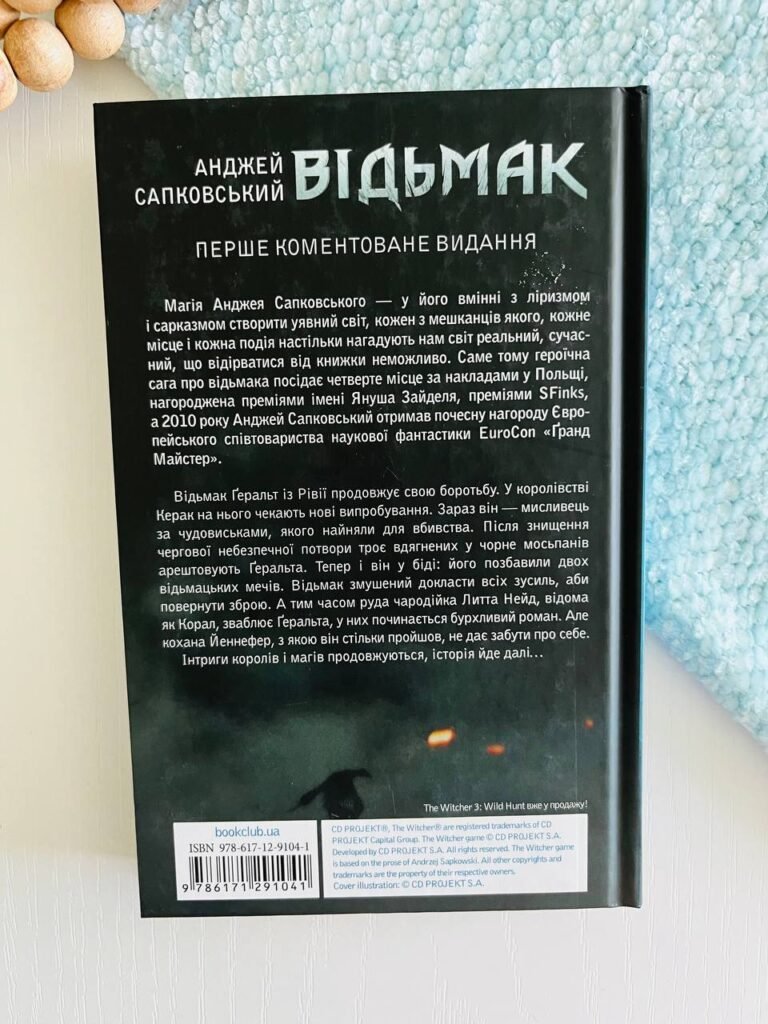 АНДЖЕЙ
САПКОВСЬКИЙ
ВІДЬМАК
ПЕРШЕ КОМЕНТОВАНЕ ВИДАННЯ
Магія Анджея Сапковського — у його вмінні з ліризмом
і сарказмом створити уявний світ, кожен з мешканців якого, кожне
місце і кожна подія настільки нагадують нам світ реальний, сучас-
ний, що відірватися від книжки неможливо. Саме тому героїчна
сага про відьмака посідає четверте місце за накладами у Польщі,
нагороджена преміями імені Януша Зайделя, преміями SFinks,
а 2010 року Анджей Сапковський отримав почесну нагороду Євро-
пейського співтовариства наукової фантастики EuroCon «Ґранд
Майстер».
Відьмак Ґеральт із Рівії продовжує свою боротьбу. У королівстві
Керак на нього чекають нові випробування. Зараз він — мисливець
за чудовиськами, якого найняли для вбивства. Після знищення
чергової небезпечної потвори троє вдягнених у чорне мосьпанів
арештовують Ґеральта. Тепер і він у біді: його позбавили двох
відьмацьких мечів. Відьмак змушений докласти всіх зусиль, аби
повернути зброю. А тим часом руда чародійка Литта Нейд, відома
як Корал, зваблює Ґеральта, у них починається бурхливий роман. Але
кохана Йеннефер, з якою він стільки пройшов, не дає забути про себе.
Інтриги королів і магів продовжуються, історія йде далі...
The Witcher 3: Wild Hunt вже у продажу!
bookclub.ua
ISBN 978-617-12-9104-1
9 786171 291041
CD PROJEKT®, The Witcher® are registered trademarks of CD
PROJEKT Capital Group. The Witcher game © CD PROJEKT S.A.
Developed by CD PROJEKT S.A. All rights reserved. The Witcher game
is based on the prose of Andrzej Sapkowski. All other copyrights and
trademarks are the property of their respective owners.
Cover illustration: © CD PROJEKT S.A.